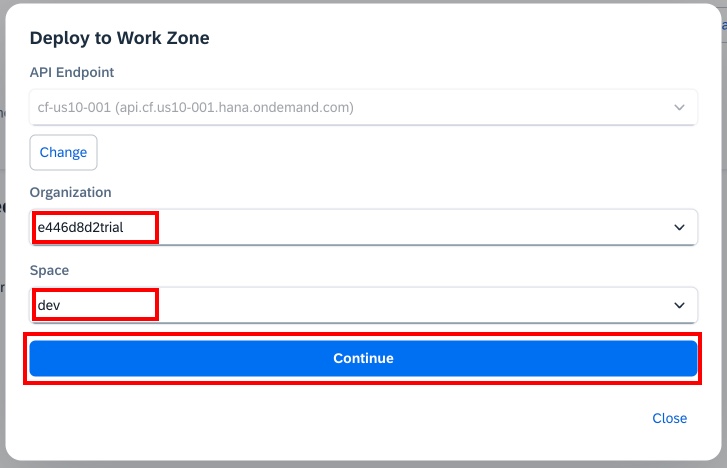 Deploy to Work Zone
API Endpoint
cf-us10-001 (api.cf.us10-001.hana.ondemand.com)
Change
Organization
e446d8d2trial
Space
dev
Continue
Close